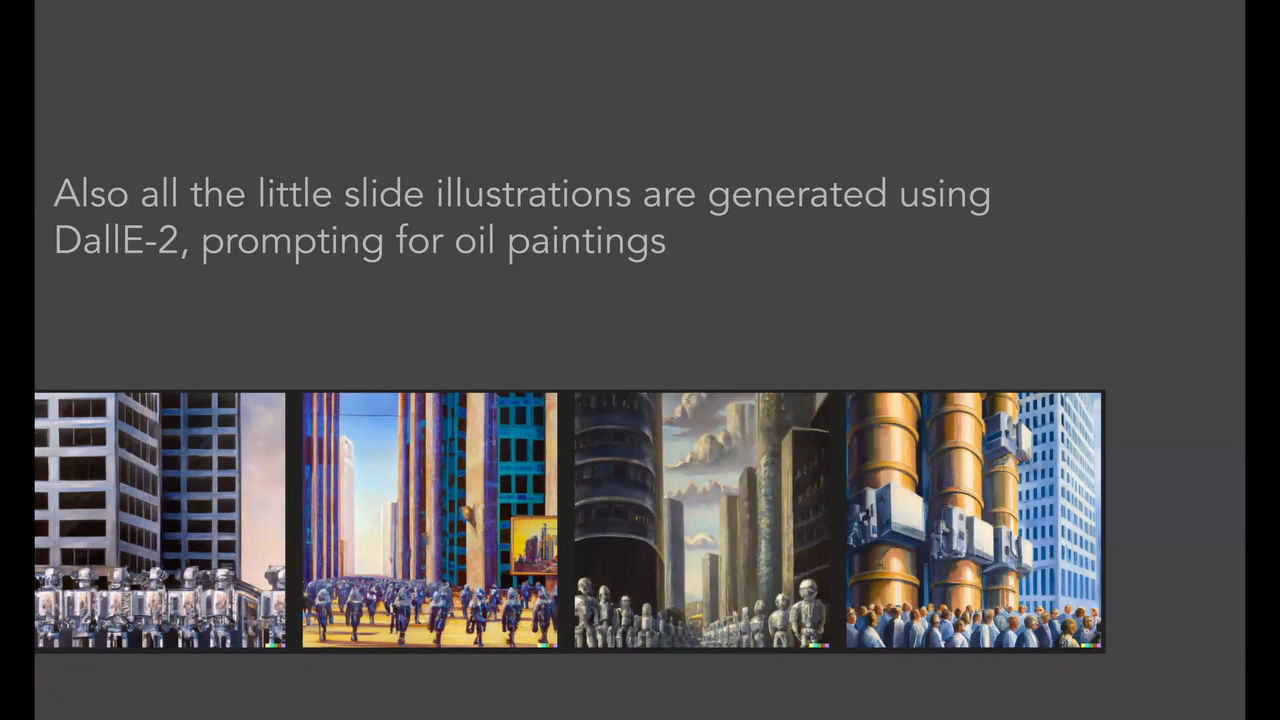 Also all the little slide illustrations are generated using
DallE-2, prompting for oil paintings